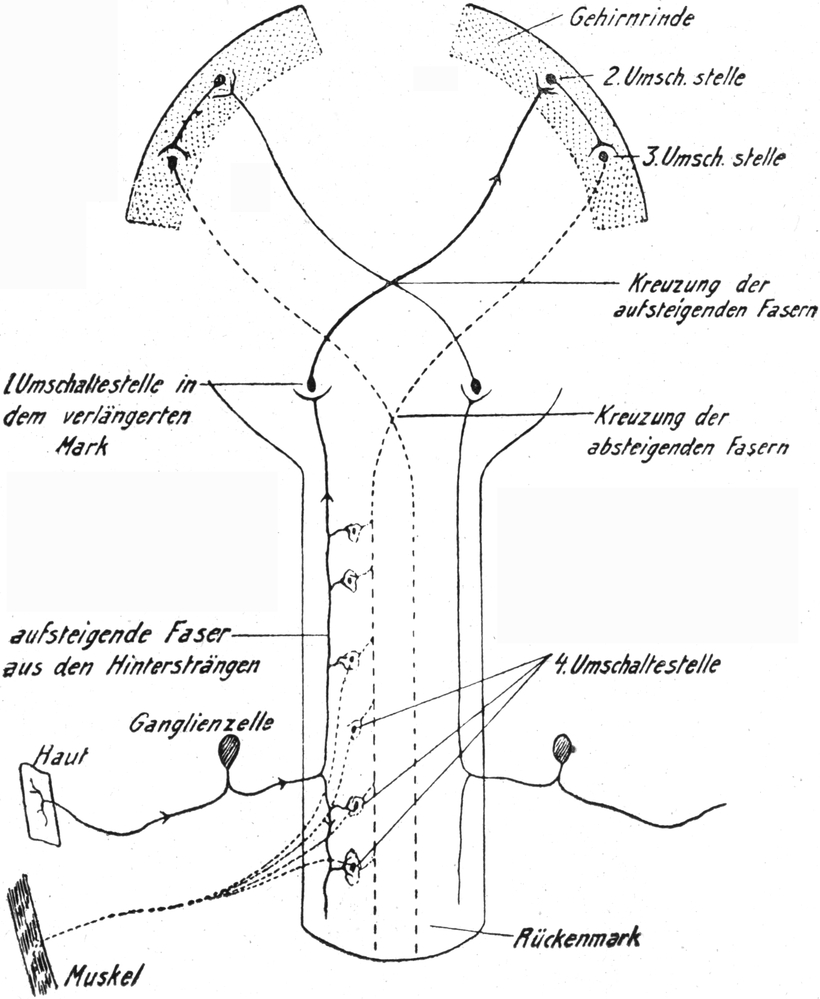 Gehirnrinde
2. Umsch. stelle
3. Umsch. stelle
Kreuzung der
aufsteigenden Fasern
1. Umschaltestelle in
dem verlängerten
Mark
Kreuzung der
absteigenden Fasern
aufsteigende Faser
aus den Hintersträngen
4. Umschaltestelle
Ganglienzelle
Haut
Rückenmark
Muskel